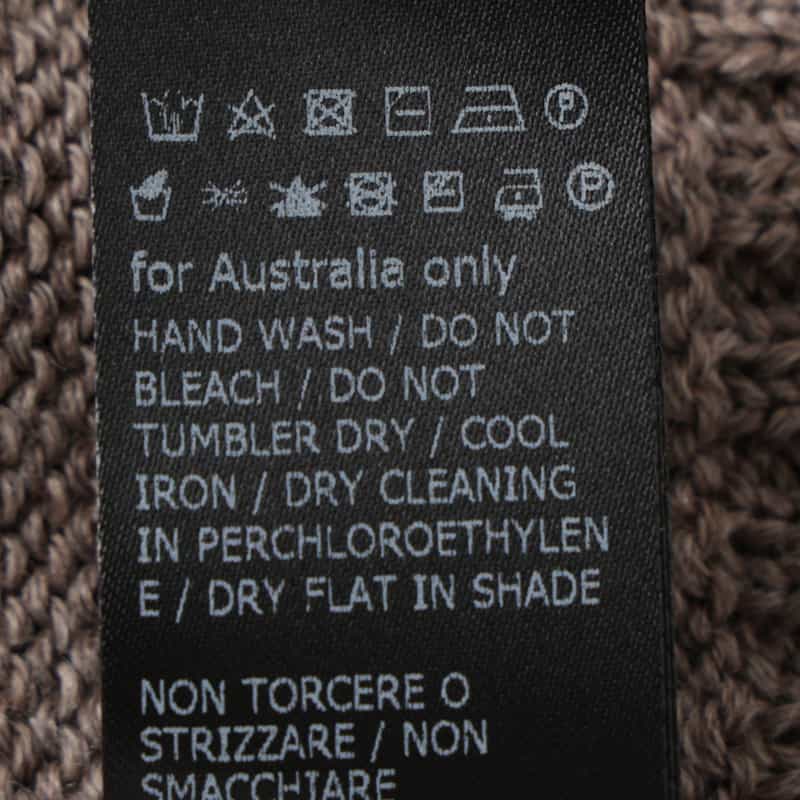 P
P
for Australia only
HAND WASH / DO NOT
BLEACH / DO NOT
TUMBLER DRY / COOL
IRON / DRY CLEANING
IN PERCHLOROETHYLEN
E / DRY FLAT IN SHADE
NON TORCERE O
STRIZZARE / NON
SMACCHIARE